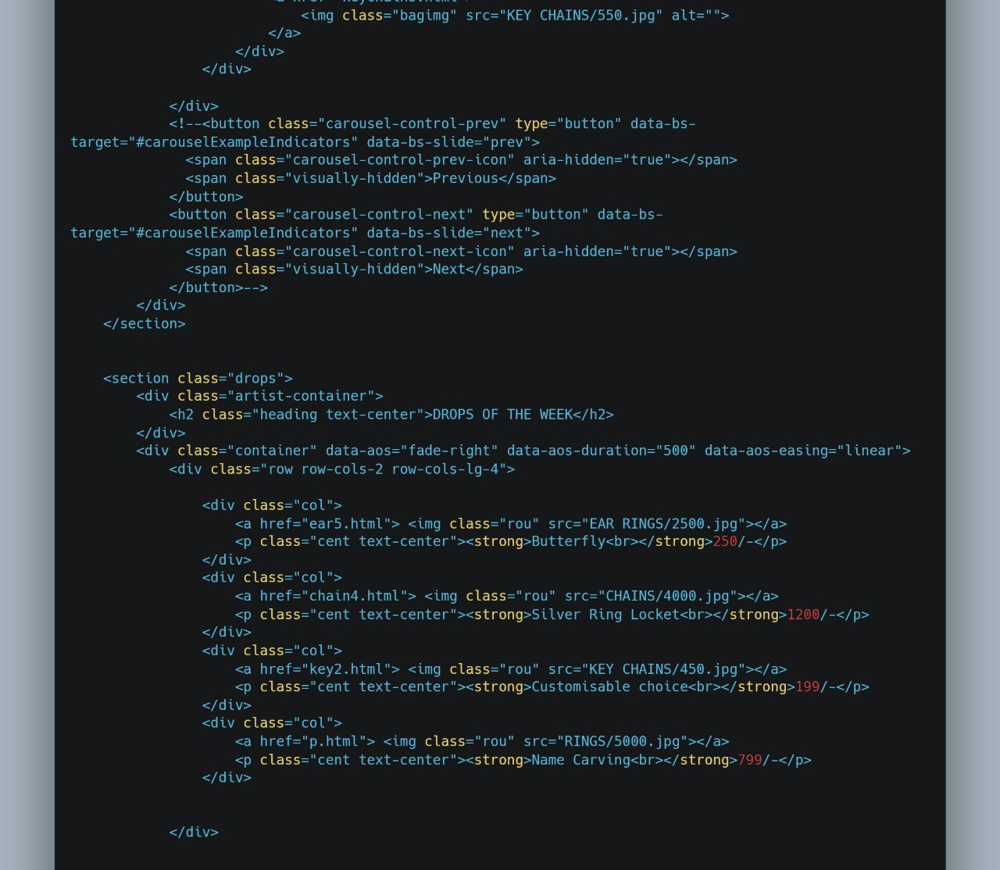 <img class="bagimg" src="KEY CHAINS/550.jpg" alt="">
</a>
</div>
</div>
</div>
<!--<button class="carousel-control-prev" type="button" data-bs-
target="#carouselExampleIndicators" data-bs-slide="prev">
<span class="carousel-control-prev-icon" aria-hidden="true"></span>
<span class="visually-hidden">Previous</span>
</button>
<button class="carousel-control-next" type="button" data-bs-
target="#carouselExampleIndicators" data-bs-slide="next">
<span class="carousel-control-next-icon" aria-hidden="true"></span>
<span class="visually-hidden">Next</span>
</button>-->
</div>
</section>
<section class="drops">
<div class="artist-container">
<h2 class="heading text-center">DROPS OF THE WEEK</h2>
</div>
<div class="container" data-aos="fade-right" data-aos-duration="500" data-aos-easing="linear">
<div class="row row-cols-2 row-cols-lg-4">
<div class="col">
<a href="ear5.html"> <img class="rou" src="EAR RINGS/2500.jpg"></a>
<p class="cent text-center"><strong>Butterfly<br></strong>250/-</p>
</div>
<div class="col">
<a href="chain4.html"> <img class="rou" src="CHAINS/4000.jpg"></a>
<p class="cent text-center"><strong>Silver Ring Locket<br></strong>1200/-</p>
</div>
<div class="col">
<a href="key2.html"> <img class="rou" src="KEY CHAINS/450.jpg"></a>
<p class="cent text-center"><strong>Customisable choice<br></strong>199/-</p>
</div>
<div class="col">
<a href="p.html"> <img class="rou" src="RINGS/5000.jpg"></a>
<p class="cent text-center"><strong>Name Carving<br></strong>799/-</p>
</div>
</div>